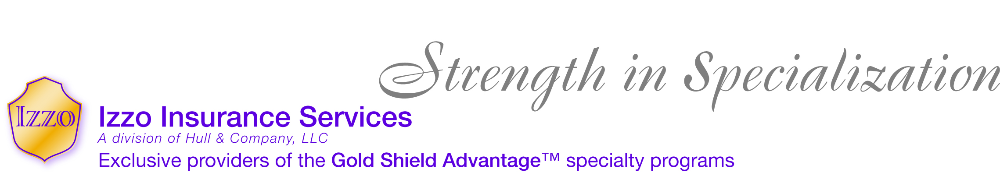 Strength in Specialization
IZZO
Izzo Insurance Services
A division of Hull & Company, LLC
Exclusive providers of the Gold Shield Advantage™ specialty programs